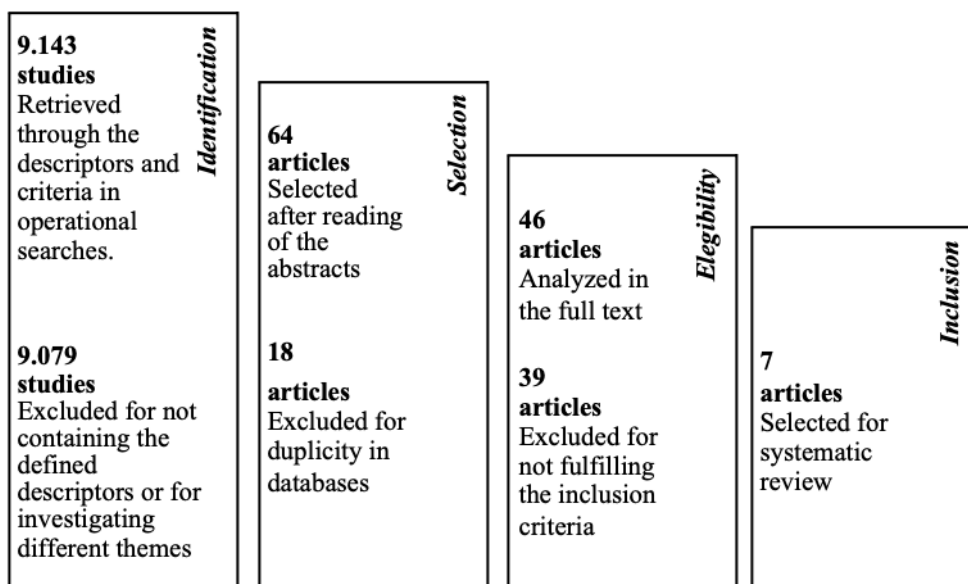 9.143
studies
Retrieved
through the
descriptors and
criteria in
operational
searches.
9.079
studies
Excluded for not
containing the
defined
descriptors or for
investigating
different themes
Identification
64
articles
Selected
after reading
of the
abstracts
18
articles
Excluded for
duplicity in
databases
Selection
46
articles
Analyzed in
the full text
39
articles
Excluded for
not fulfilling
the inclusion
criteria
Elegibility
7
articles
Selected for
systematic
review
Inclusion